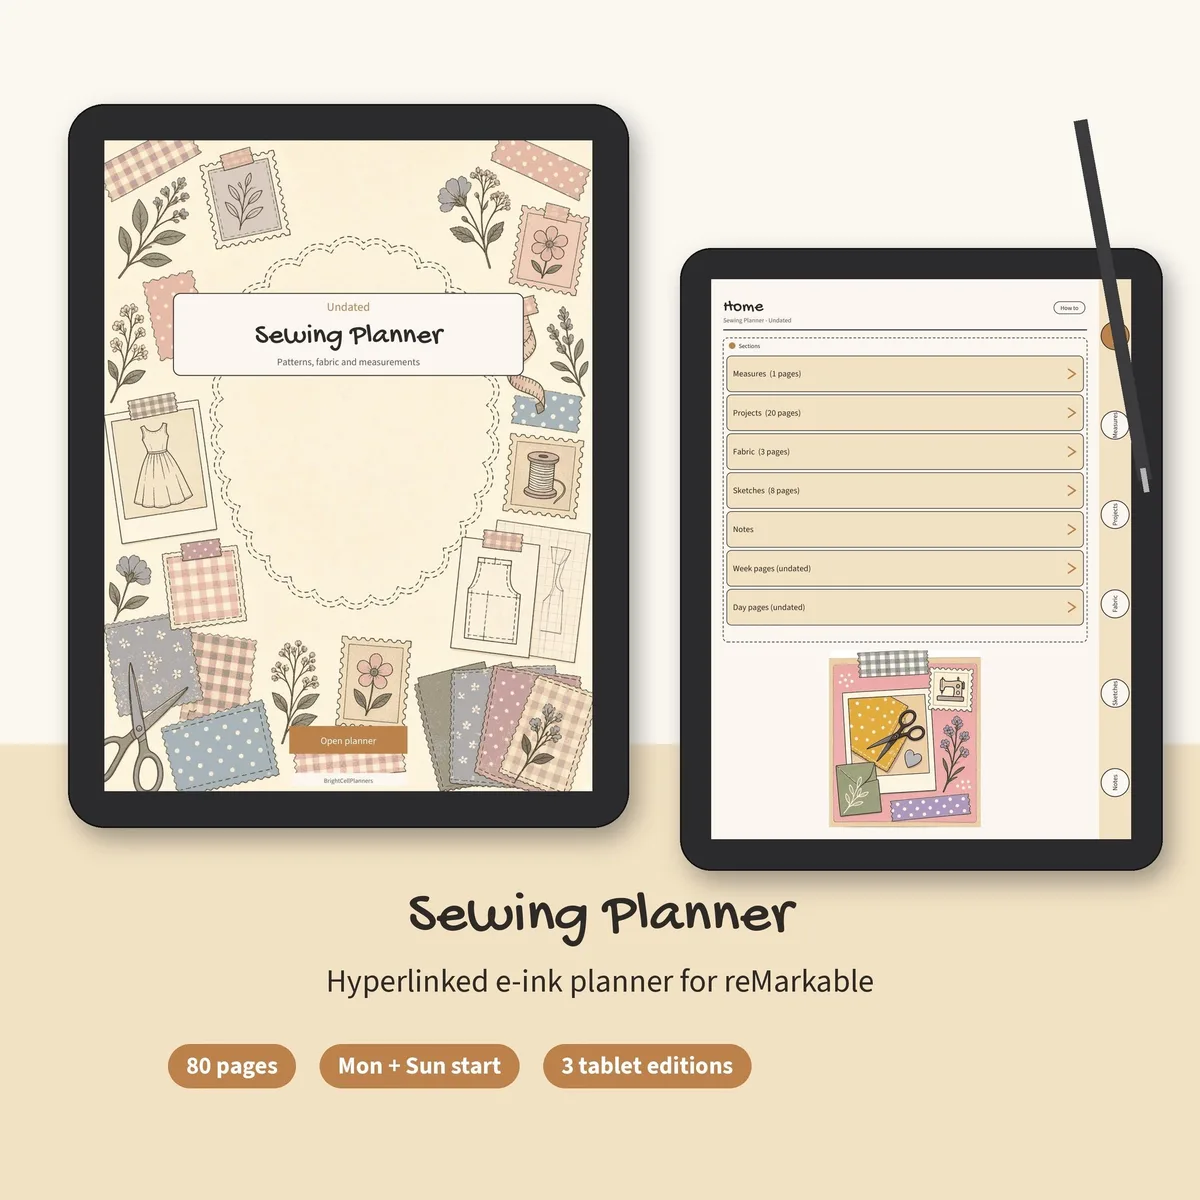 Undated
Sewing Planner
Patterns, fabric and measurements
Open planner
BrightCellPlanners
Home
How to
Sewing Planner - Undated
Sections
Measures (1 pages)
Projects (20 pages)
Fabric (3 pages)
Sketches (8 pages)
Notes
Week pages (undated)
Day pages (undated)
Measures
Projects
Fabric
Sketches
Notes
Sewing Planner
Hyperlinked e-ink planner for reMarkable
80 pages
Mon + Sun start
3 tablet editions